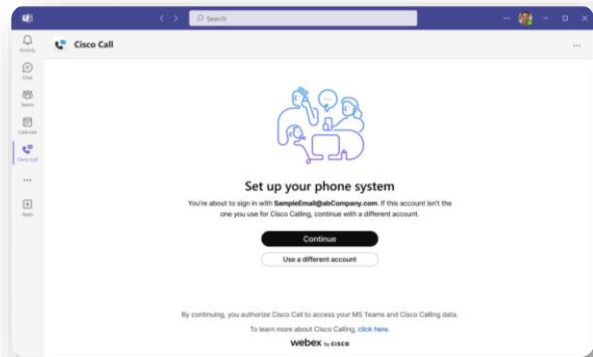 Search
Activity
Cisco Call
Chat
Teams
Calendar
Cisco Call
Apps
Set up your phone system
You're about to sign in with SampleEmail@abCompany.com. If this account isn't the
one you use for Cisco Calling, continue with a different account.
Continue
Use a different account
By continuing, you authorize Cisco Call to access your MS Teams and Cisco Calling data.
To learn more about Cisco Calling, click here.
webex by CISCO